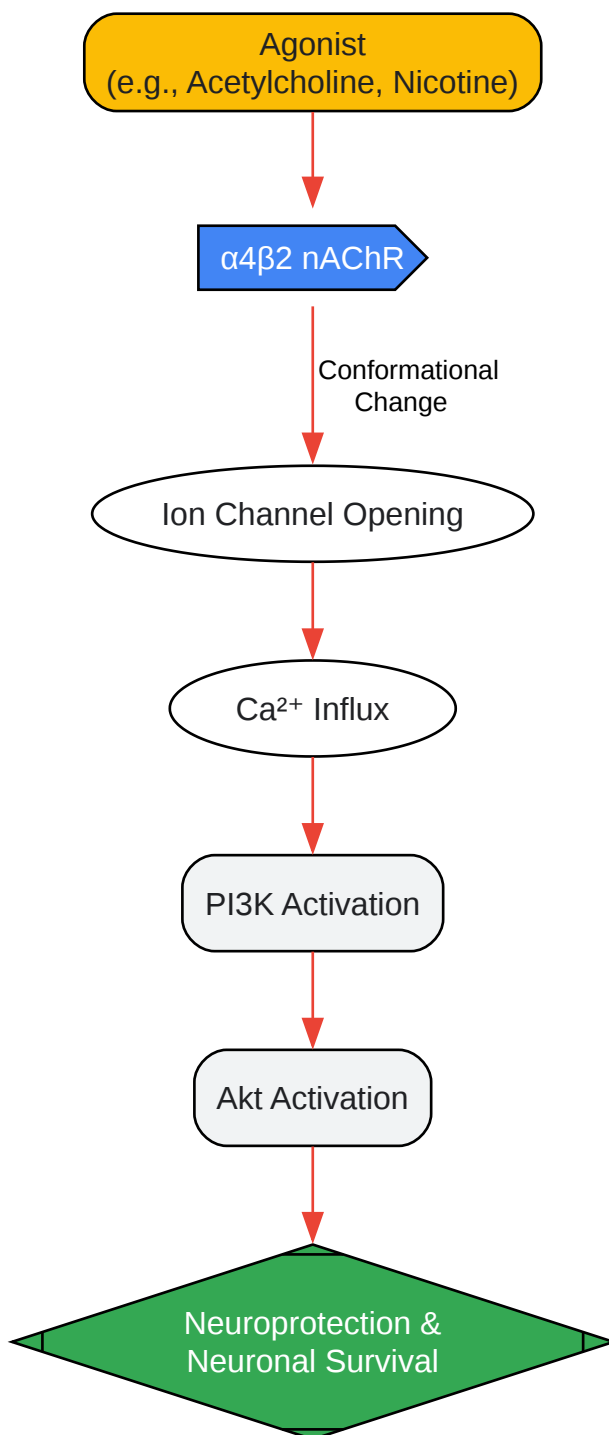 Agonist
(e.g., Acetylcholine, Nicotine)
α4β2 nAChR
Conformational
Change
Ion Channel Opening
Ca²⁺ Influx
PI3K Activation
Akt Activation
Neuroprotection &
Neuronal Survival